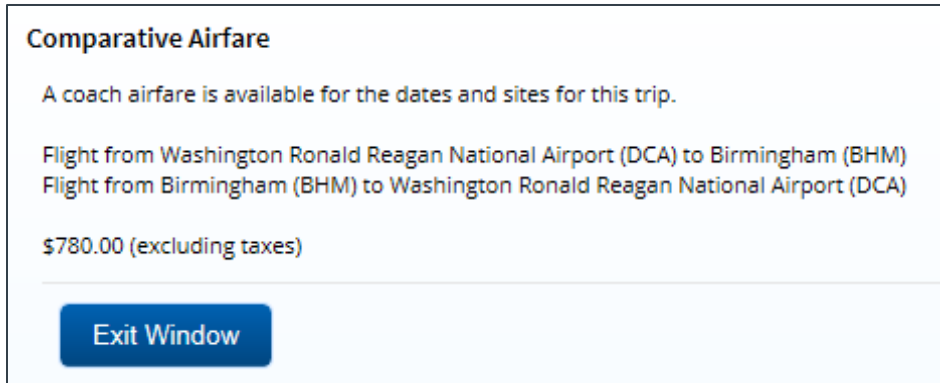 Comparative Airfare
A coach airfare is available for the dates and sites for this trip.
Flight from Washington Ronald Reagan National Airport (DCA) to Birmingham (BHM)
Flight from Birmingham (BHM) to Washington Ronald Reagan National Airport (DCA)
$780.00 (excluding taxes)
Exit Window